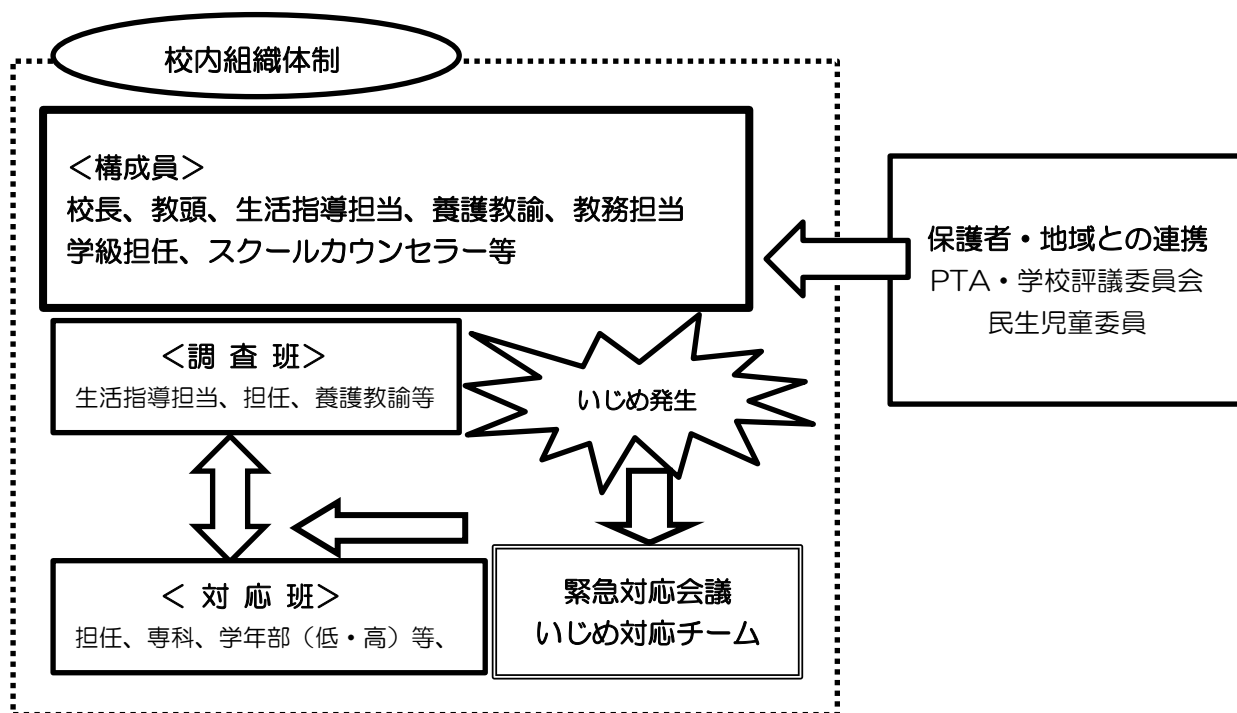 校内組織体制
＜構成員＞
校長、教頭、生活指導担当、養護教諭、教務担当
学級担任、スクールカウンセラー等
保護者・地域との連携
PTA・学校評議委員会
民生児童委員
＜調 査 班＞
生活指導担当、担任、養護教諭等
いじめ発生
＜ 対 応 班＞
担任、専科、学年部（低・高）等、
緊急対応会議
いじめ対応チーム